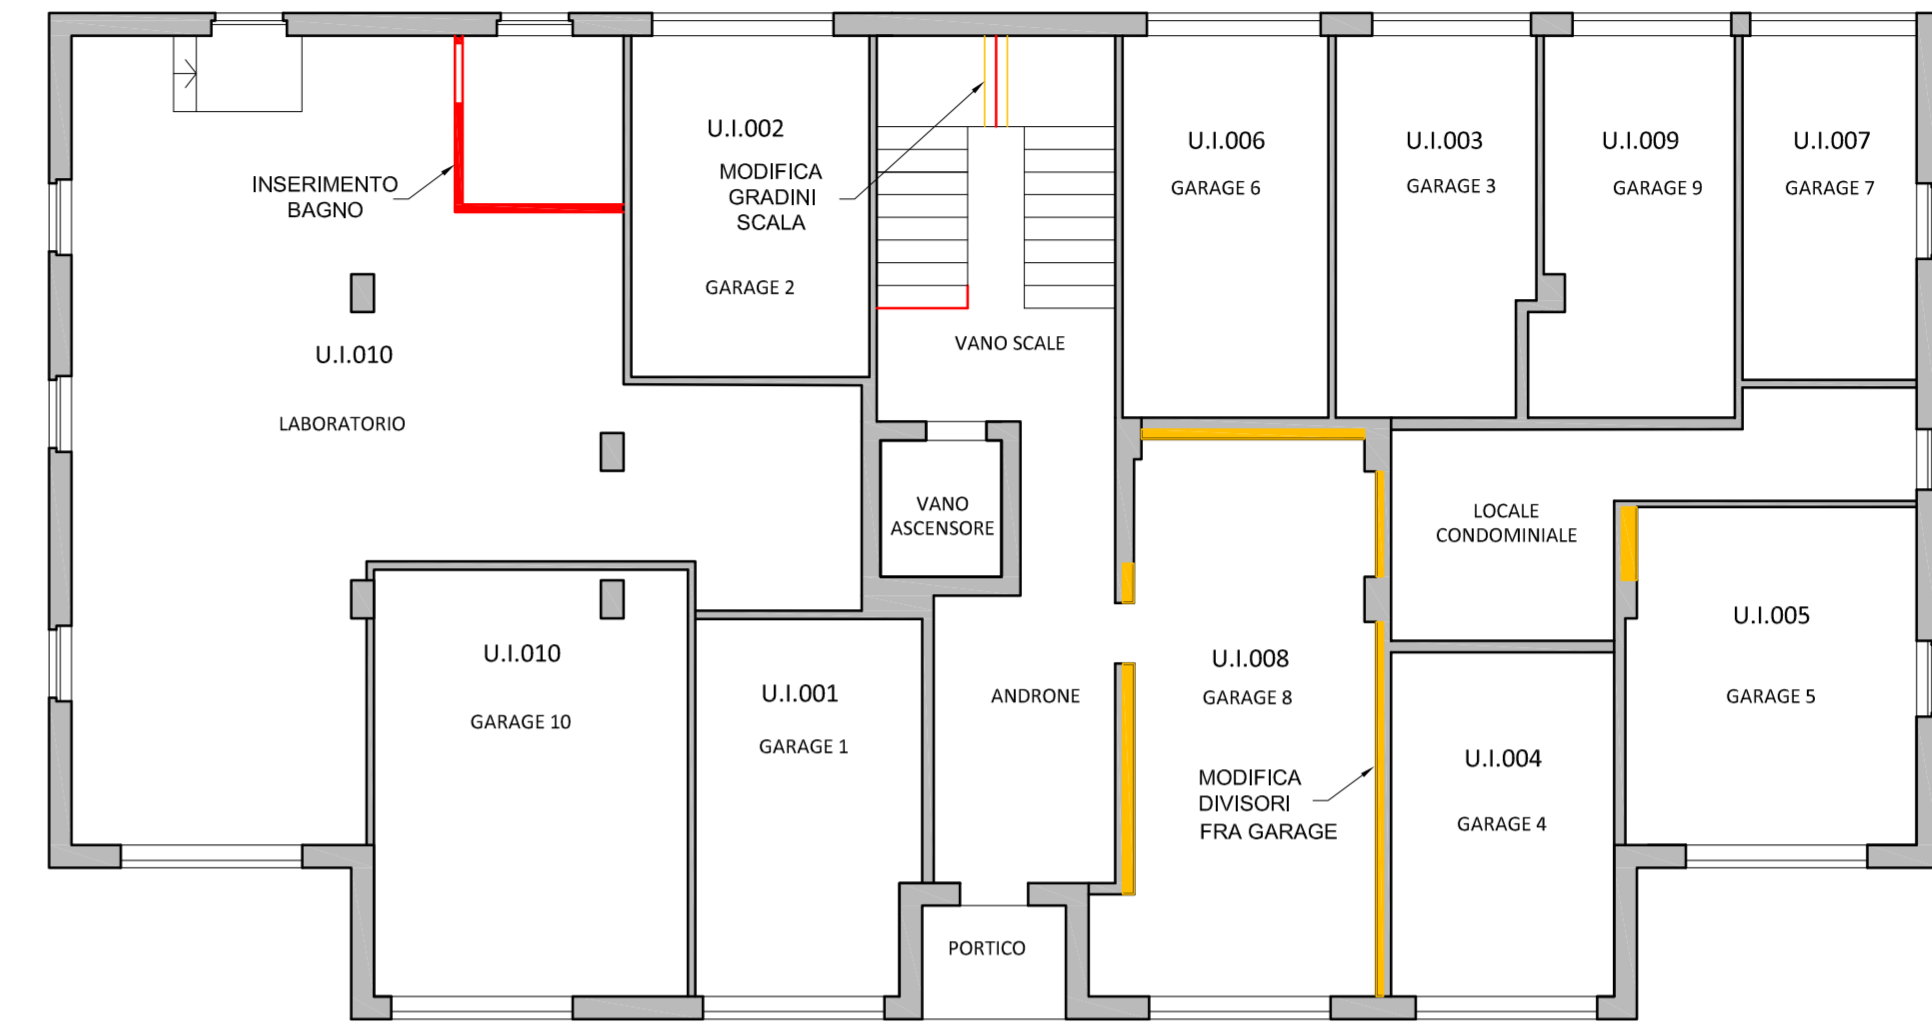 U.I.002
MODIFICA
GRADINI
SCALA
GARAGE 2
INSERIMENTO
BAGNO
U.I.010
LABORATORIO
VANO SCALE
U.I.006
GARAGE 6
U.I.003
GARAGE 3
U.I.009
GARAGE 9
U.I.007
GARAGE 7
VANO
ASCENSORE
LOCALE
CONDOMINIALE
U.I.010
GARAGE 10
U.I.001
GARAGE 1
ANDRONE
U.I.008
GARAGE 8
MODIFICA
DIVISORI
FRA GARAGE
U.I.005
GARAGE 5
U.I.004
GARAGE 4
PORTICO